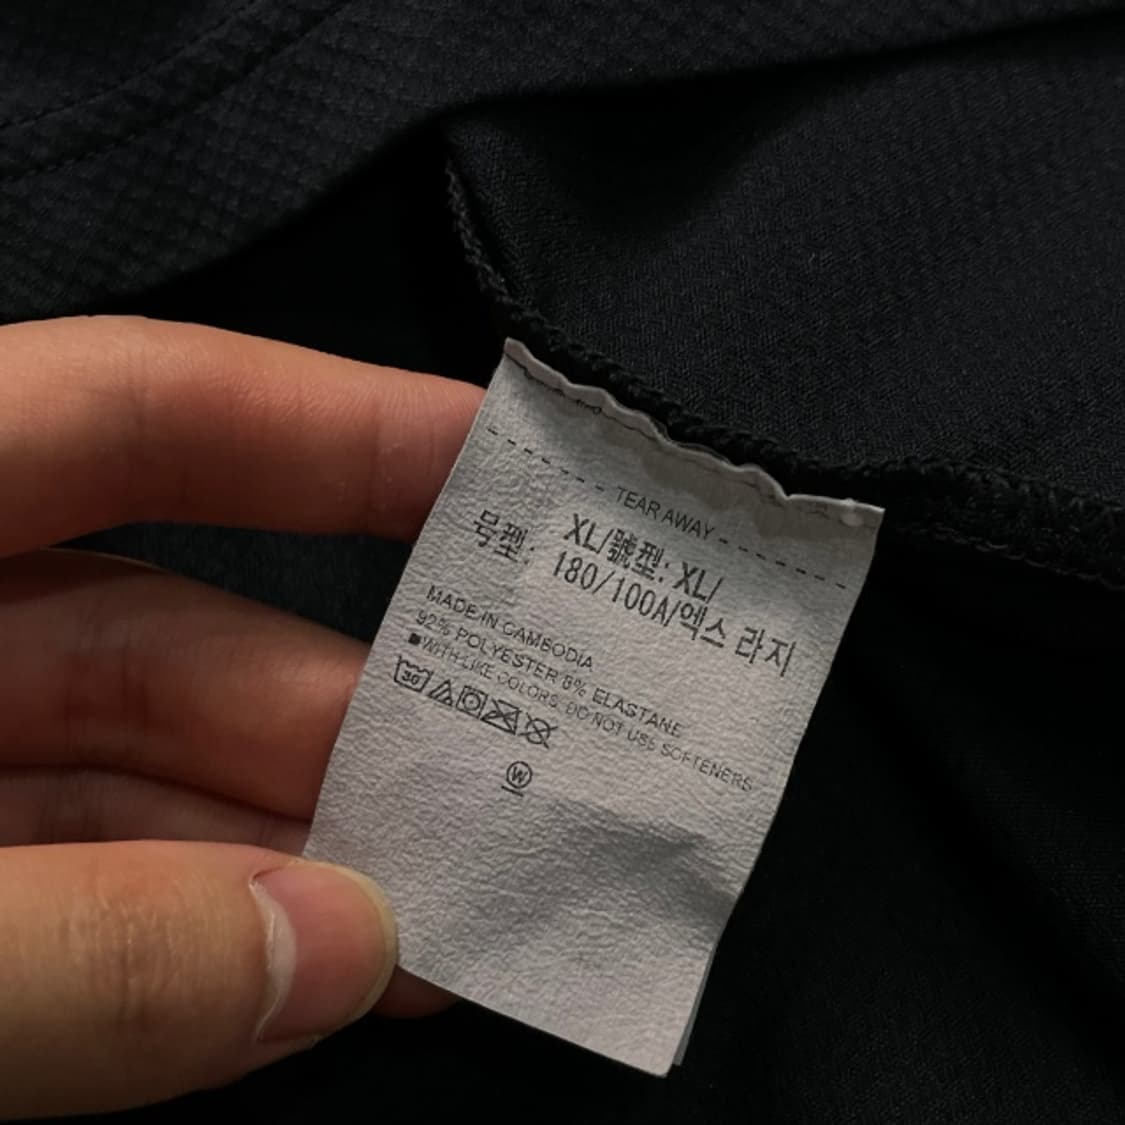 TEAR AWAY
号型: XL/號型: XL/
180/100A/엑스 라지
MADE IN CAMBODIA
92% POLYESTER 8% ELASTANE
WITH LIKE COLORS. DO NOT USE SOFTENERS
30
W